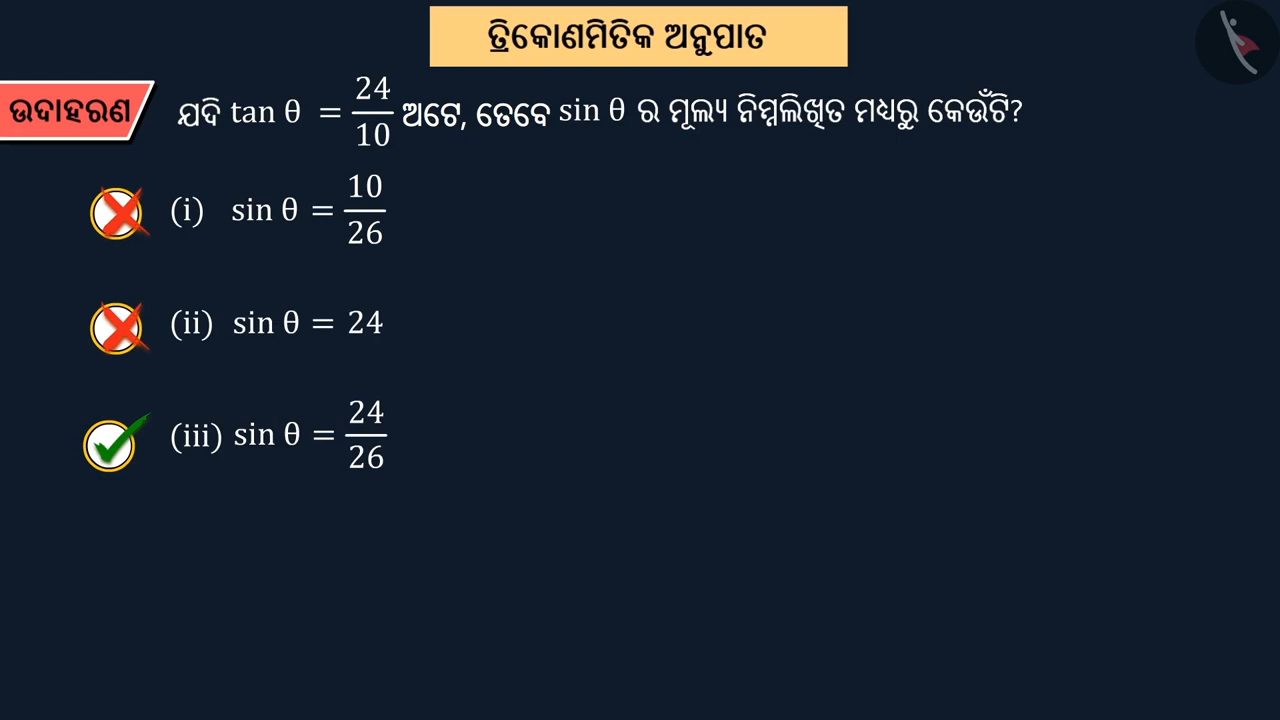 ତ୍ରିକୋଣମିତିକ ଅନୁପାତ
ଉଦାହରଣ
ଯଦି tan θ = 24/10 ଅଟେ, ତେବେ sin θ ର ମୂଲ୍ୟ ନିମ୍ନଲିଖିତ ମଧ୍ୟରୁ କେଉଁଟି?
(i) sin θ = 10/26
(ii) sin θ = 24
(iii) sin θ = 24/26